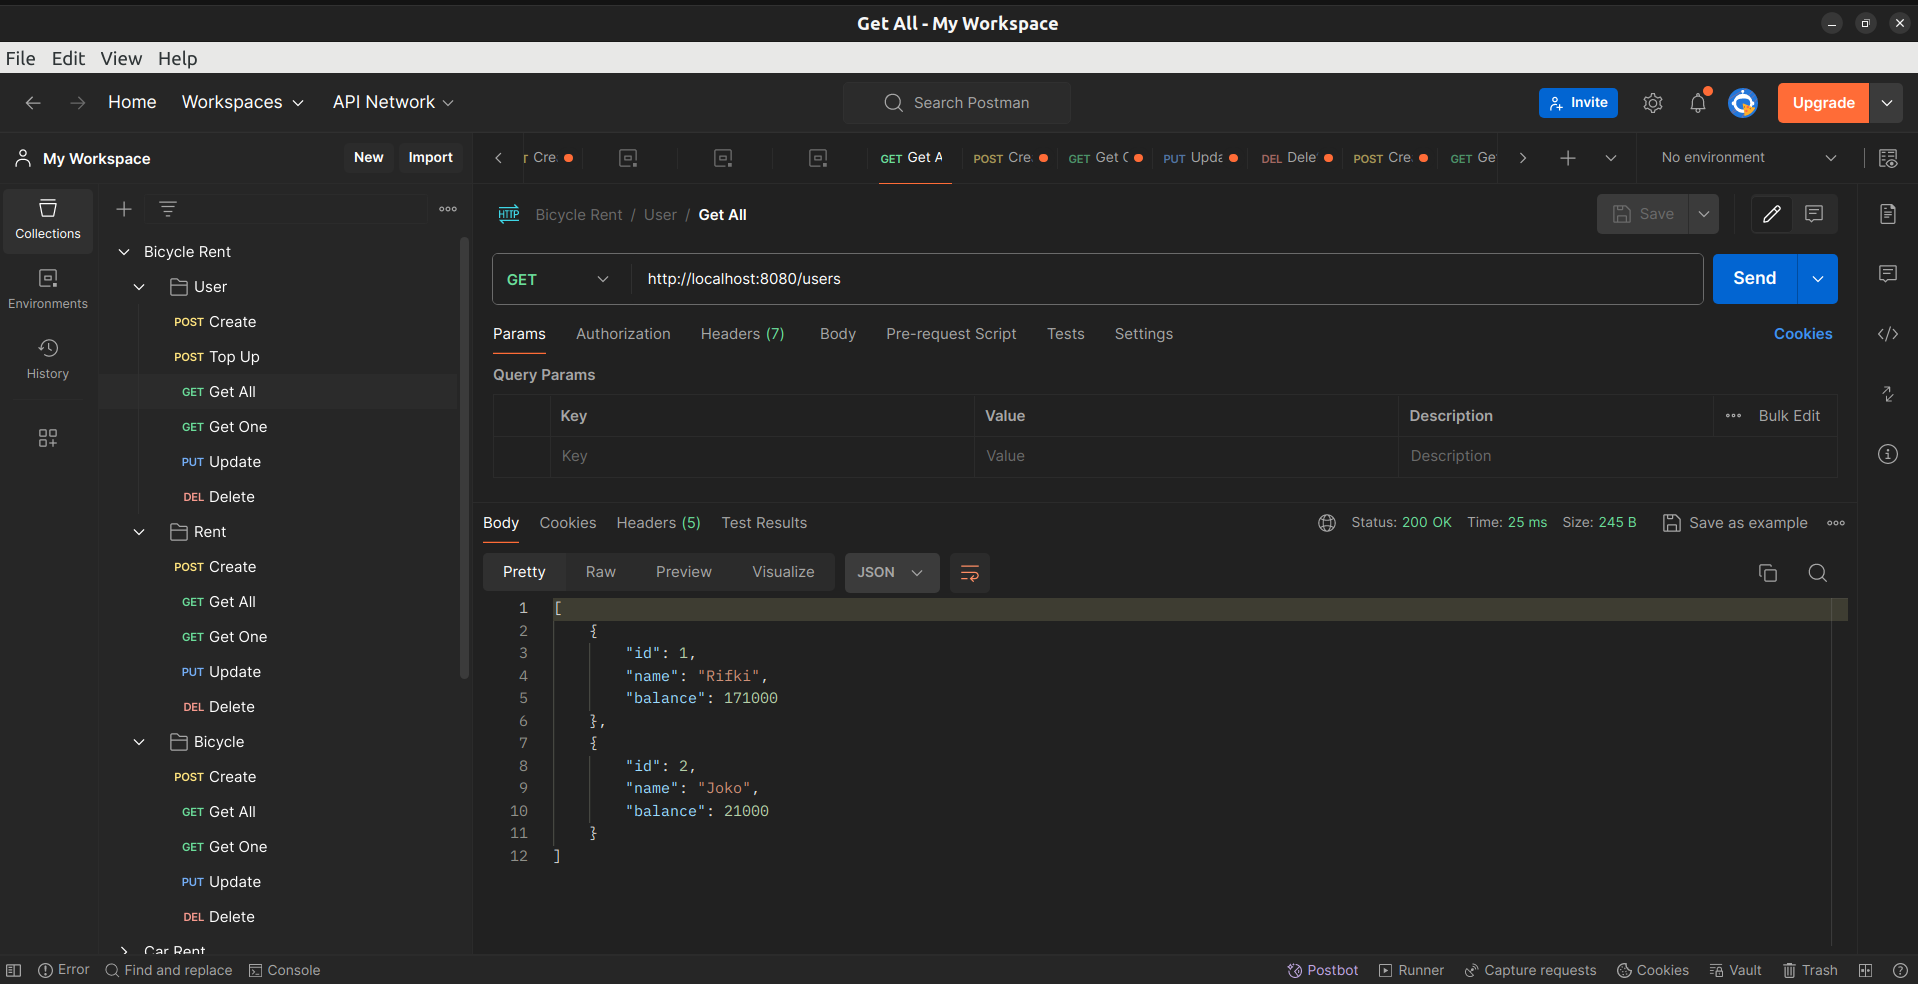 Get All - My Workspace
File Edit View Help
Home Workspaces API Network Search Postman Invite Upgrade
My Workspace New Import
Cre. GET Get A POST Cre. GET Get C PUT Upda DEL Dele POST Cre. GET Ge No environment
Collections
Environments
History
Bicycle Rent
User
POST Create
POST Top Up
GET Get All
GET Get One
PUT Update
DEL Delete
Rent
POST Create
GET Get All
GET Get One
PUT Update
DEL Delete
Bicycle
POST Create
GET Get All
GET Get One
PUT Update
DEL Delete
Car Rent
HTTP Bicycle Rent / User / Get All Save
GET http://localhost:8080/users Send
Params Authorization Headers (7) Body Pre-request Script Tests Settings Cookies
Query Params
Key Value Description Bulk Edit
Key Value Description
Body Cookies Headers (5) Test Results Status: 200 OK Time: 25 ms Size: 245 B Save as example
Pretty Raw Preview Visualize JSON
1 [
2 {
3 "id": 1,
4 "name": "Rifki",
5 "balance": 171000
6 },
7 {
8 "id": 2,
9 "name": "Joko",
10 "balance": 21000
11 }
12 ]
Error Find and replace Console Postbot Runner Capture requests Cookies Vault Trash